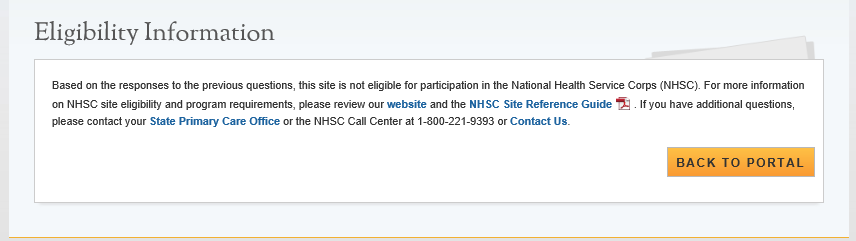 Eligibility Information
Based on the responses to the previous questions, this site is not eligible for participation in the National Health Service Corps (NHSC). For more information
on NHSC site eligibility and program requirements, please review our website and the NHSC Site Reference Guide . If you have additional questions,
please contact your State Primary Care Office or the NHSC Call Center at 1-800-221-9393 or Contact Us.
BACK TO PORTAL